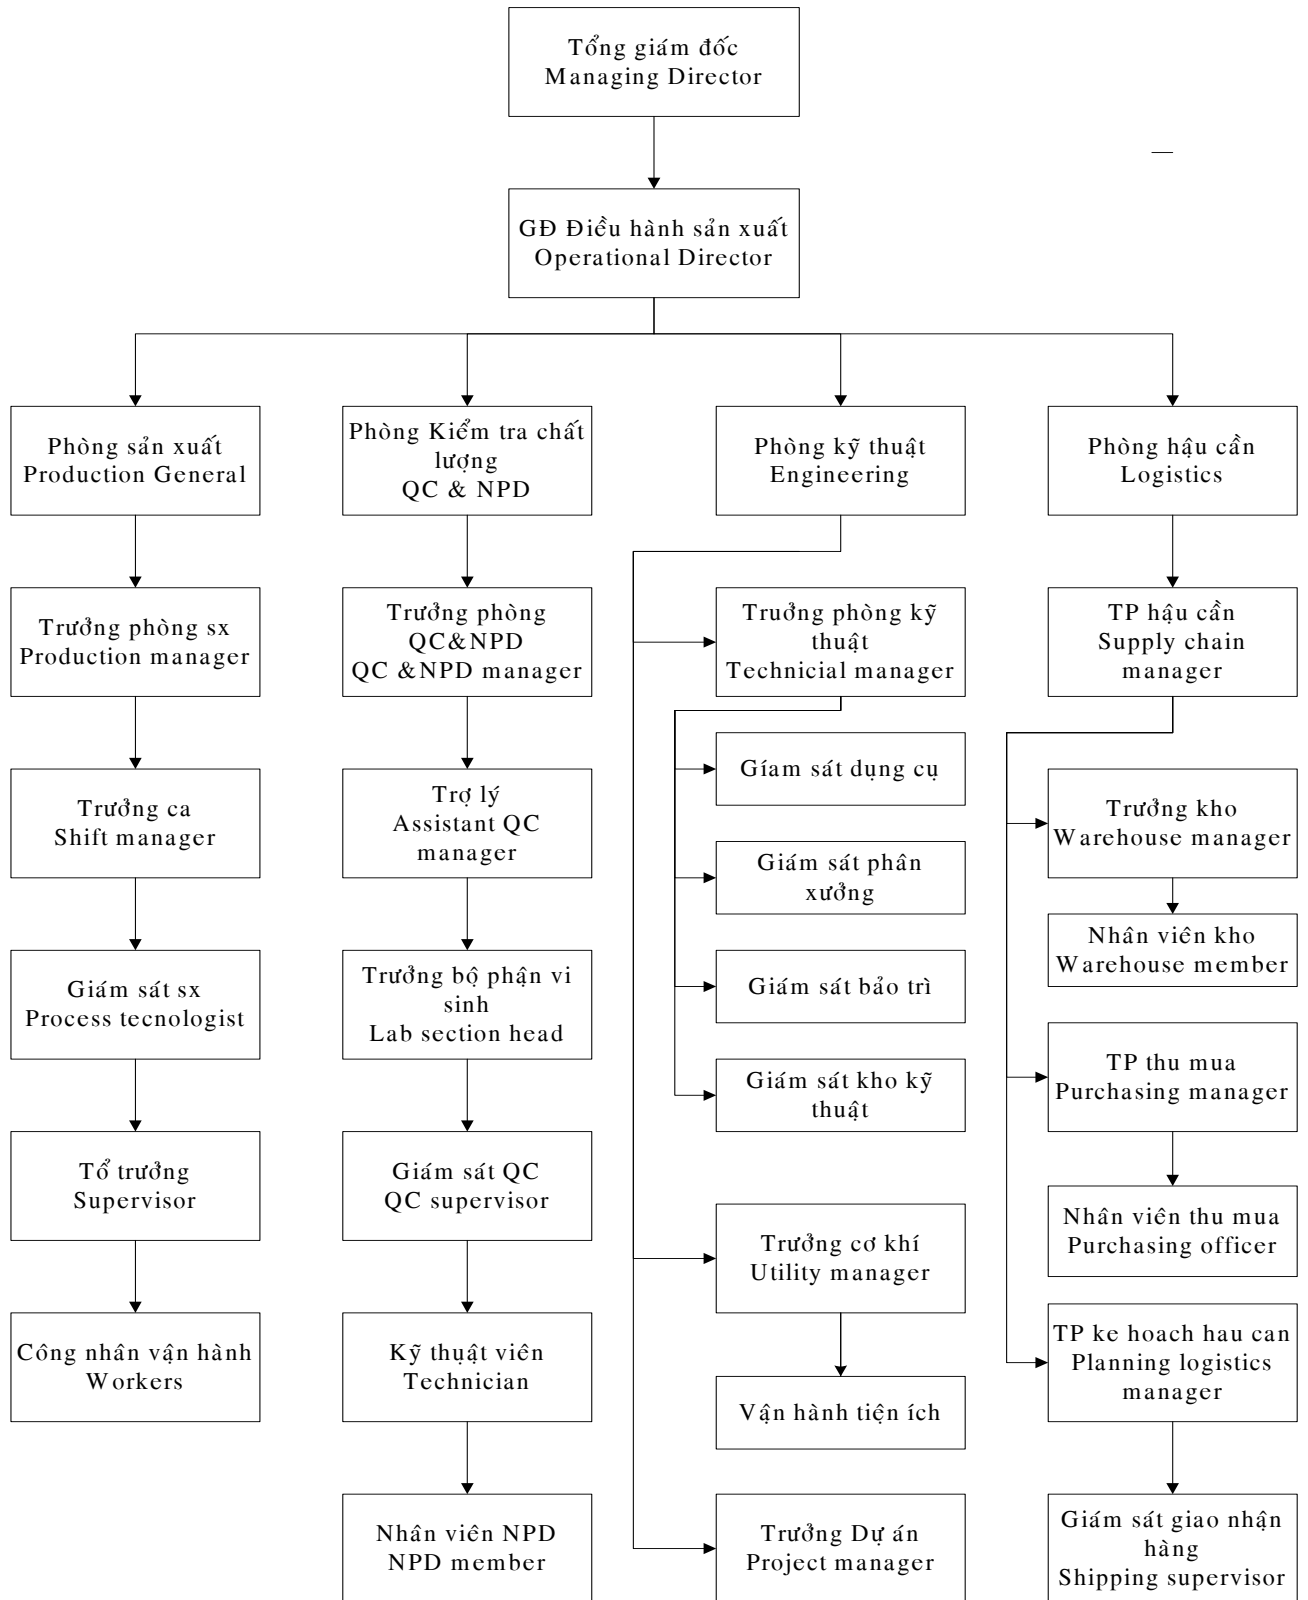 Tổng giám đốc
Managing Director
GĐ Điều hành sản xuất
Operational Director
Phòng sản xuất
Production General
Phòng Kiểm tra chất
lượng
QC & NPD
Phòng kỹ thuật
Engineering
Phòng hậu cần
Logistics
Trưởng phòng sx
Production manager
Trưởng phòng
QC&NPD
QC &NPD manager
Truởng phòng kỹ
thuật
Technicial manager
TP hậu cần
Supply chain
manager
Gíam sát dụng cụ
Trưởng ca
Shift manager
Trợ lý
Assistant QC
manager
Trưởng kho
Warehouse manager
Giám sát phân
xưởng
Nhân viên kho
Warehouse member
Giám sát sx
Process tecnologist
Trưởng bộ phận vi
sinh
Lab section head
Giám sát bảo trì
TP thu mua
Purchasing manager
Giám sát kho kỹ
thuật
Tổ trưởng
Supervisor
Giám sát QC
QC supervisor
Nhân viên thu mua
Purchasing officer
Trưởng cơ khí
Utility manager
Công nhân vận hành
Workers
Kỹ thuật viên
Technician
TP ke hoach hau can
Planning logistics
manager
Vận hành tiện ích
Nhân viên NPD
NPD member
Trưởng Dự án
Project manager
Giám sát giao nhận
hàng
Shipping supervisor